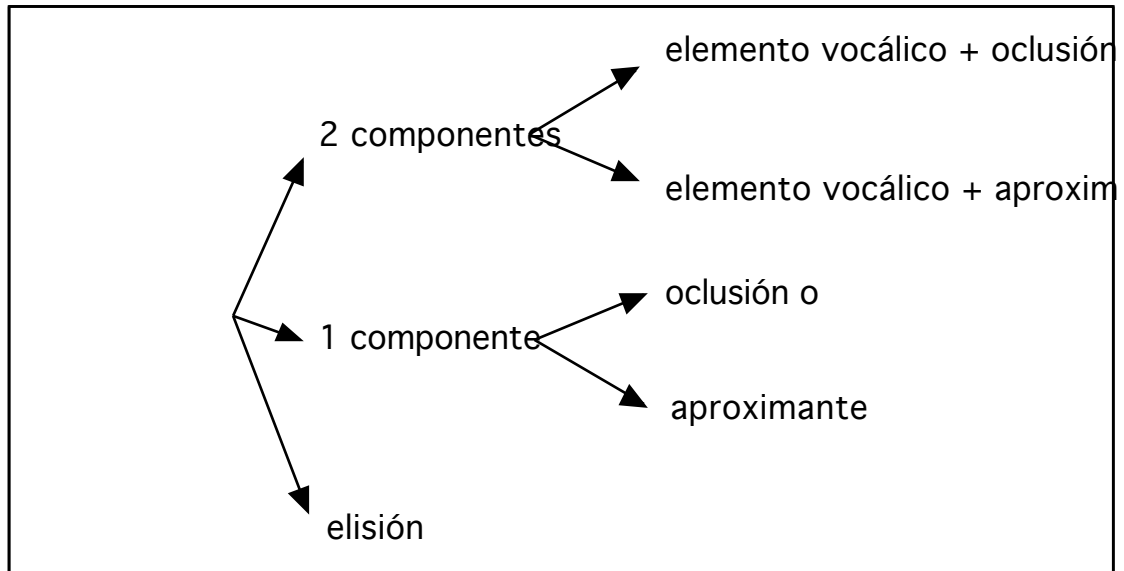 elemento vocálico + oclusión
2 componentes
elemento vocálico + aproxim
1 componente
oclusión o
aproximante
elisión